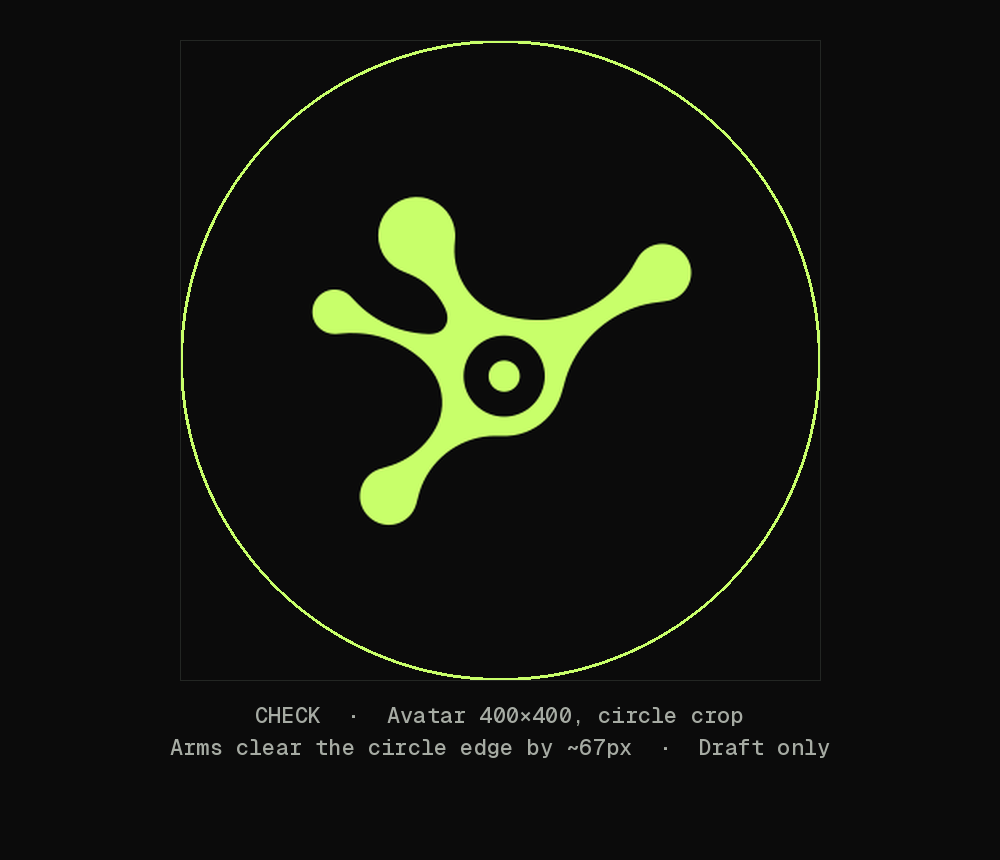 CHECK · Avatar 400×400, circle crop
Arms clear the circle edge by ~67px · Draft only